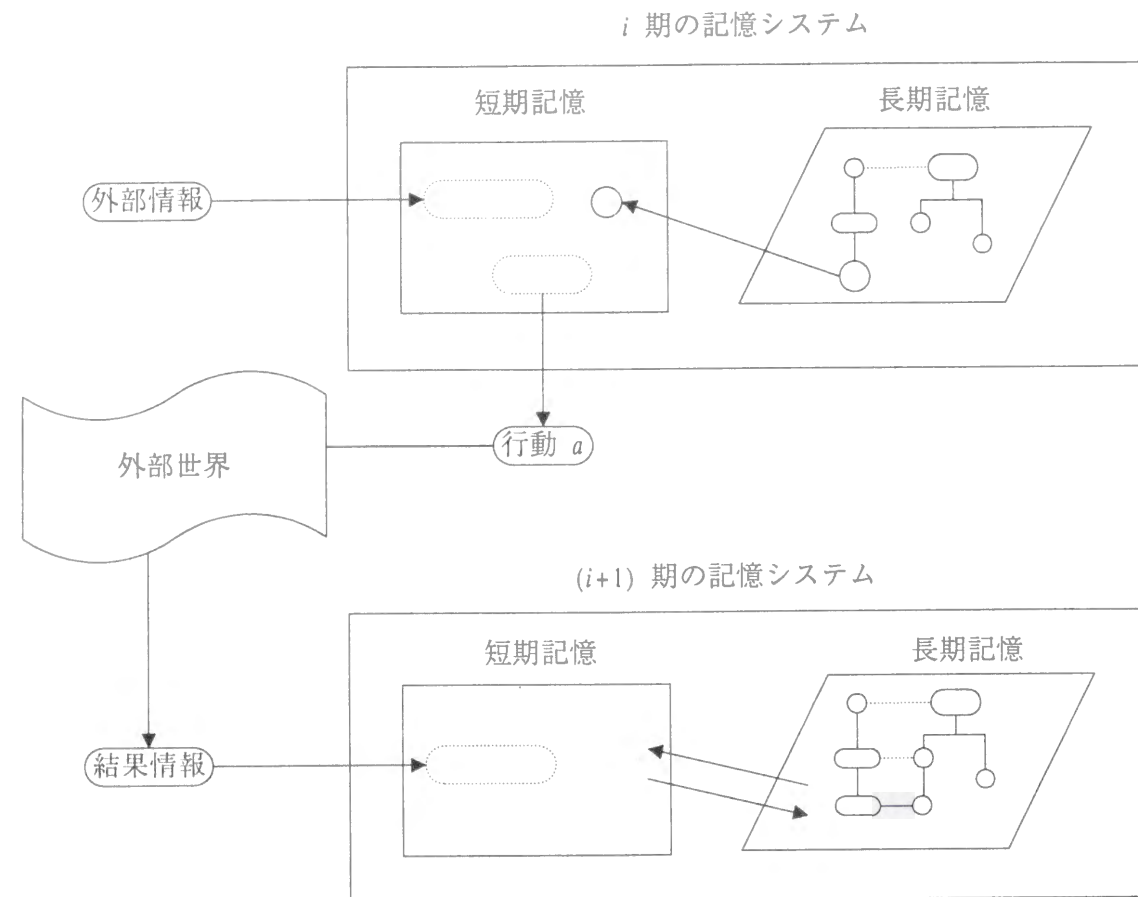 i 期の記憶システム
短期記憶
長期記憶
外部情報
行動 a
外部世界
(i+1) 期の記憶システム
短期記憶
長期記憶
結果情報